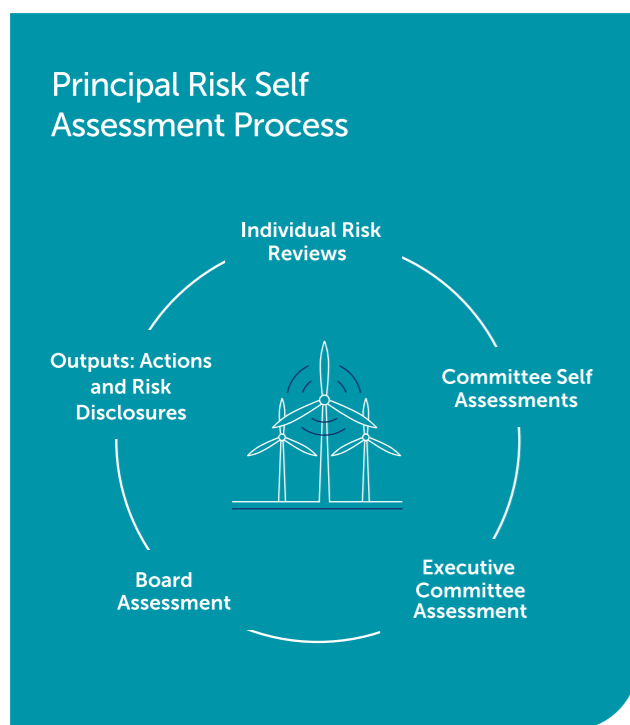 Principal Risk Self
Assessment Process
Individual Risk
Reviews
Committee Self
Assessments
Executive
Committee
Assessment
Board
Assessment
Outputs: Actions
and Risk
Disclosures